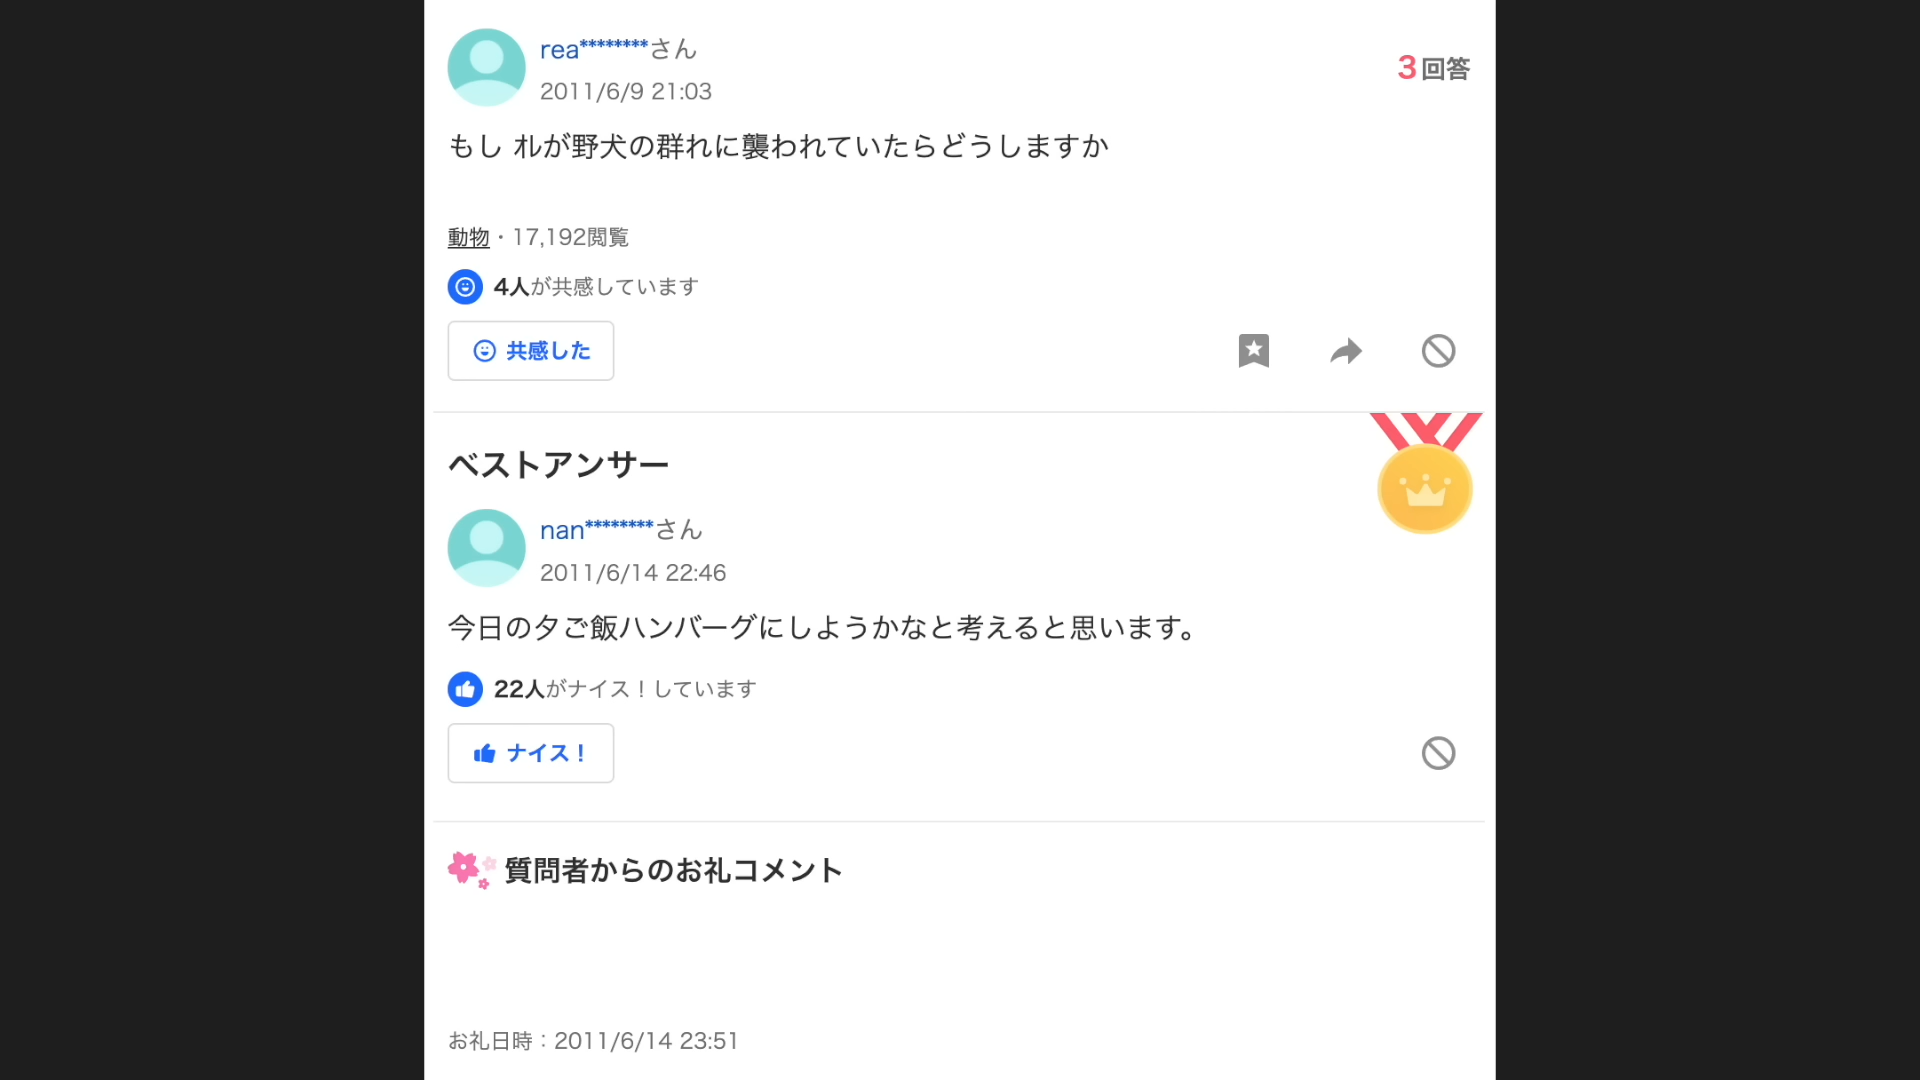 rea********さん
2011/6/9 21:03
3回答
もし ｵﾚが野犬の群れに襲われていたらどうしますか
動物・17,192閲覧
4人が共感しています
共感した
ベストアンサー
nan********さん
2011/6/14 22:46
今日の夕ご飯ハンバーグにしようかなと考えると思います。
22人がナイス！しています
ナイス！
質問者からのお礼コメント
お礼日時：2011/6/14 23:51